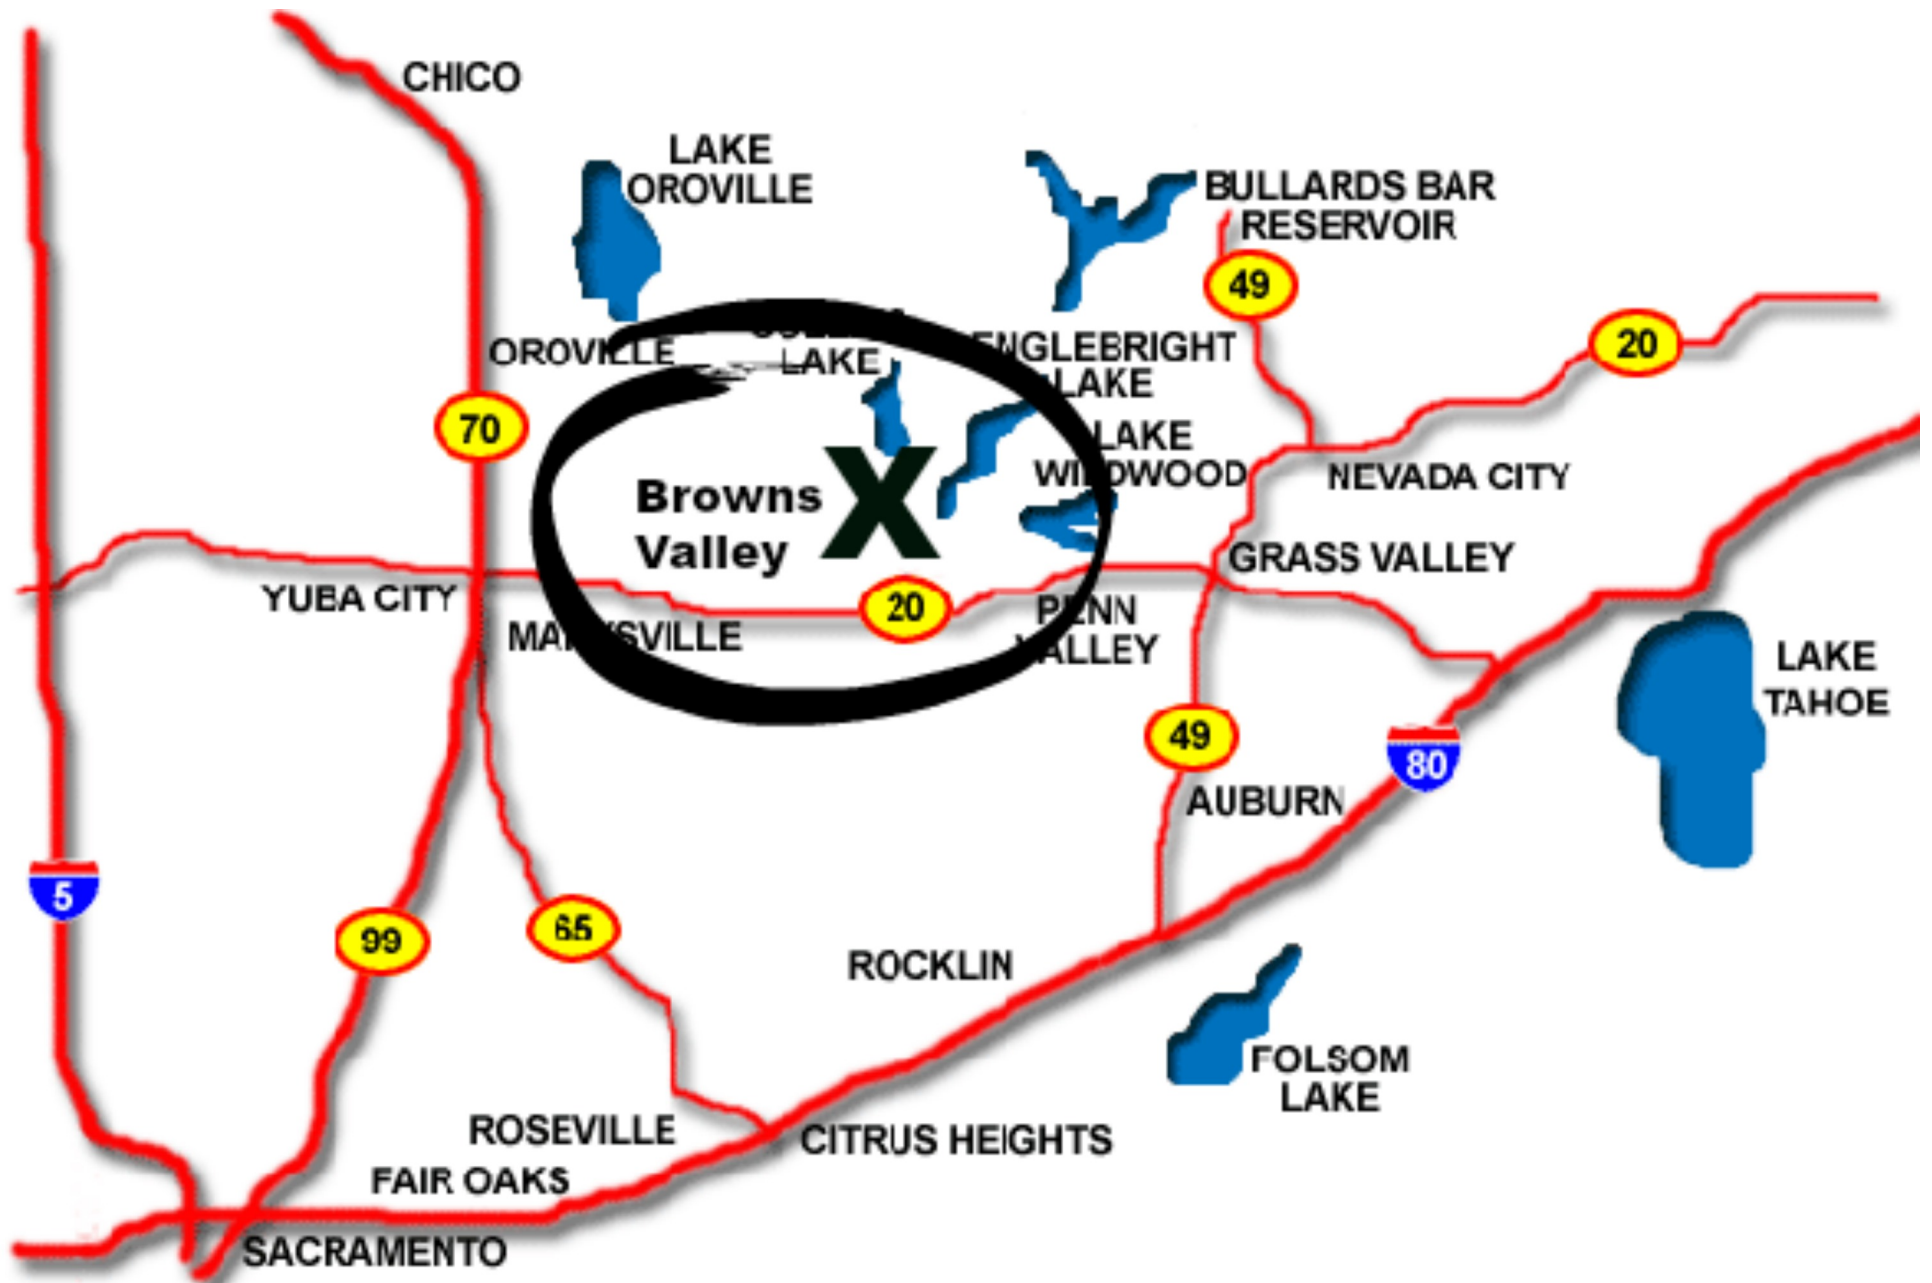 CHICO
LAKE
OROVILLE
BULLARDS BAR
RESERVOIR
49
20
OROVILLE
LAKE
ENGLEBRIGHT
LAKE
70
LAKE
WILDWOOD
NEVADA CITY
Browns
Valley
X
GRASS VALLEY
YUBA CITY
MARYSVILLE
20
PENN
VALLEY
LAKE
TAHOE
49
80
AUBURN
5
99
65
ROCKLIN
FOLSOM
LAKE
ROSEVILLE
CITRUS HEIGHTS
FAIR OAKS
SACRAMENTO